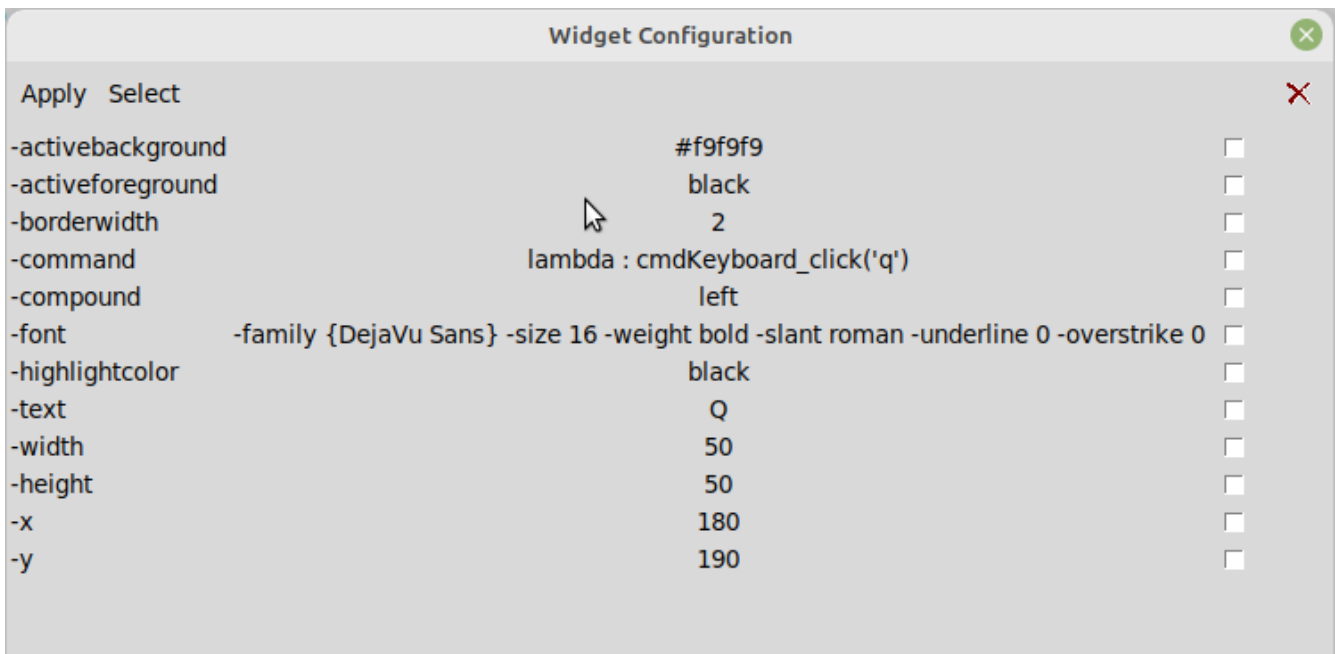 Widget Configuration
Apply Select
-activebackground #f9f9f9
-activeforeground black
-borderwidth 2
-command lambda : cmdKeyboard_click('q')
-compound left
-font -family {DejaVu Sans} -size 16 -weight bold -slant roman -underline 0 -overstrike 0
-highlightcolor black
-text Q
-width 50
-height 50
-x 180
-y 190